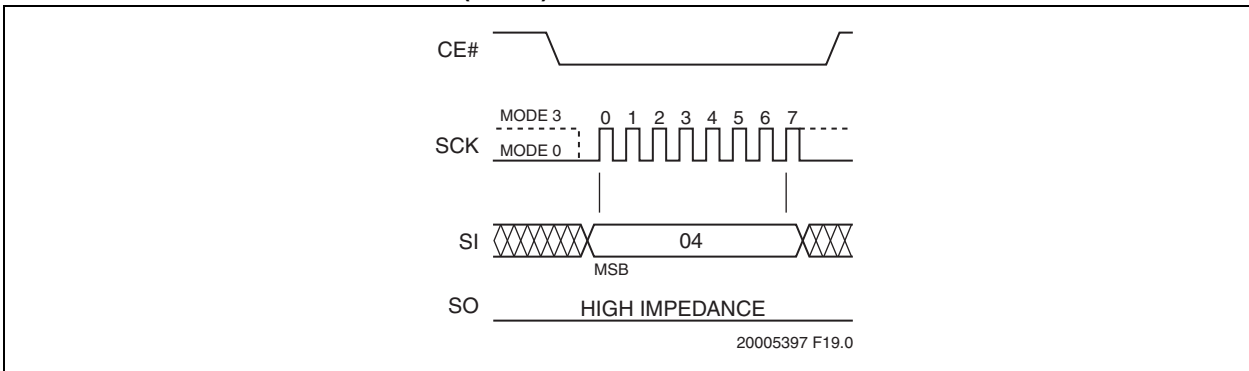 CE#
MODE 3 0 1 2 3 4 5 6 7
SCK
MODE 0
SI 04
MSB
SO HIGH IMPEDANCE
20005397 F19.0